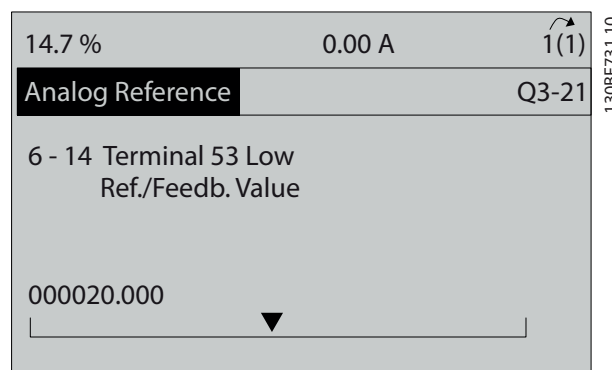 14.7 % 0.00 A 1(1)
Analog Reference Q3-21
6 - 14 Terminal 53 Low
Ref./Feedb. Value
000020.000
130BF731.10